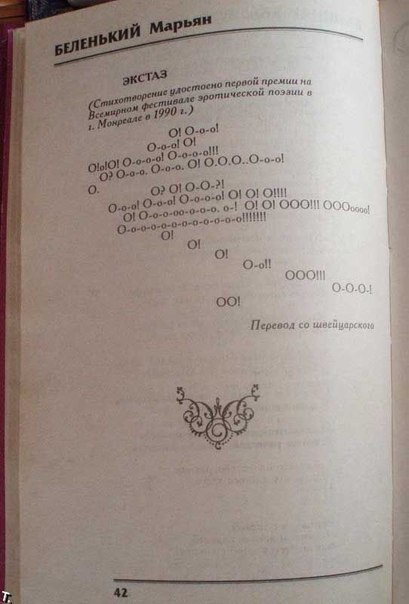 БЕЛЕНЬКИЙ Марьян
ЭКСТАЗ
(Стихотворение удостоено первой премии на
Всемирном фестивале эротической поэзии в
г. Монреале в 1990 г.)
О! О-о-о!
О-о-о! О!
О!о!О! О-о-о-о! О-о-о-о!!!
О? О-о-о. О-о-о. О! О.О.О..О-о-о!
О. О? О! О-О-?!
О-о-о! О-о-о! О-о-о-о! О! О! О!!!!
О! О-о-о-оо-о-о-о. о-! О! О! ООО!!! ОООоооо!
О-о-о-о-о-о-о-о-о-о-о-о!!!!!!!
О!
О!
О!
О-о!!
ООО!!!
О-О-О-!
ОО!
Перевод со швейцарского
42
Т.